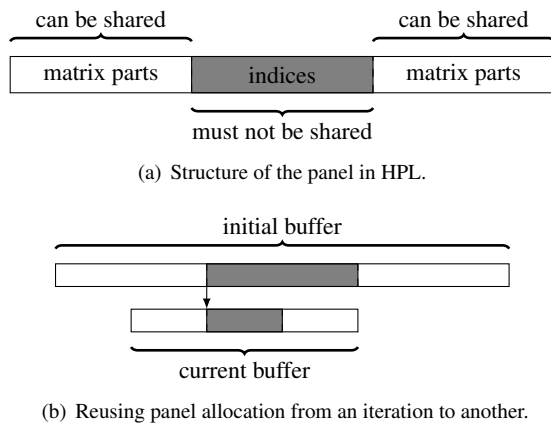 can be shared can be shared
matrix parts indices matrix parts
must not be shared
(a) Structure of the panel in HPL.
initial buffer
current buffer
(b) Reusing panel allocation from an iteration to another.